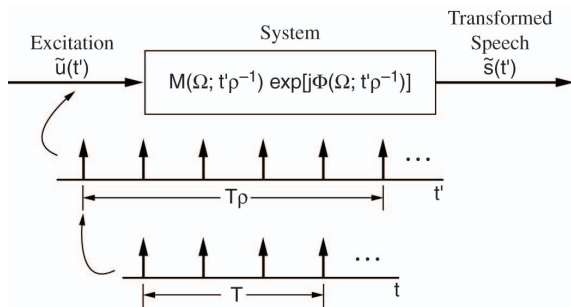 Excitation
ũ(t')
System
Transformed
Speech
s̃(t')
M(Ω; t'ρ⁻¹) exp[jΦ(Ω; t'ρ⁻¹)]
...
Tρ
t'
...
T
t